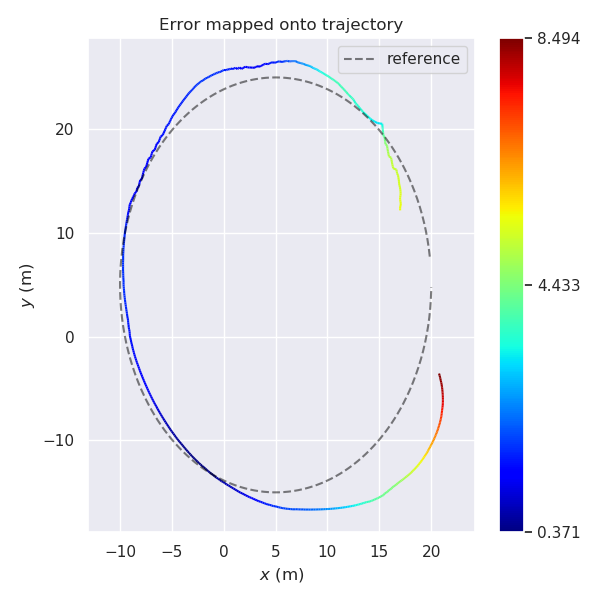 Error mapped onto trajectory
reference
8.494
4.433
0.371
20
10
0
−10
y (m)
−10 −5 0 5 10 15 20
x (m)